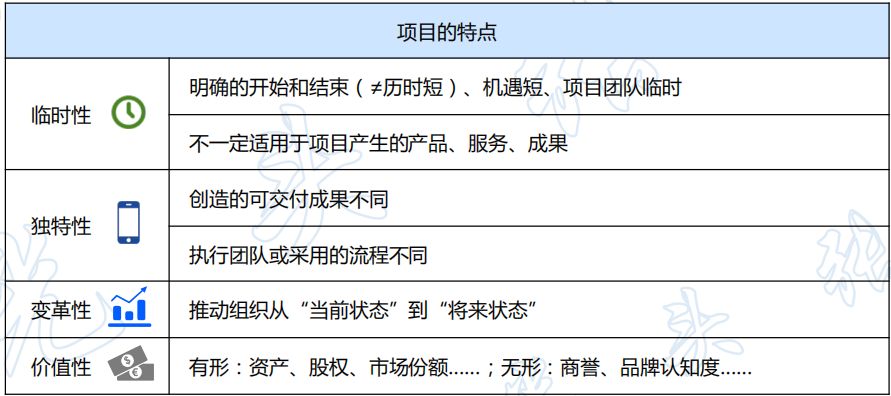 项目的特点
临时性
明确的开始和结束（≠历时短）、机遇短、项目团队临时
不一定适用于项目产生的产品、服务、成果
独特性
创造的可交付成果不同
执行团队或采用的流程不同
变革性
推动组织从“当前状态”到“将来状态”
价值性
有形：资产、股权、市场份额……；无形：商誉、品牌认知度……